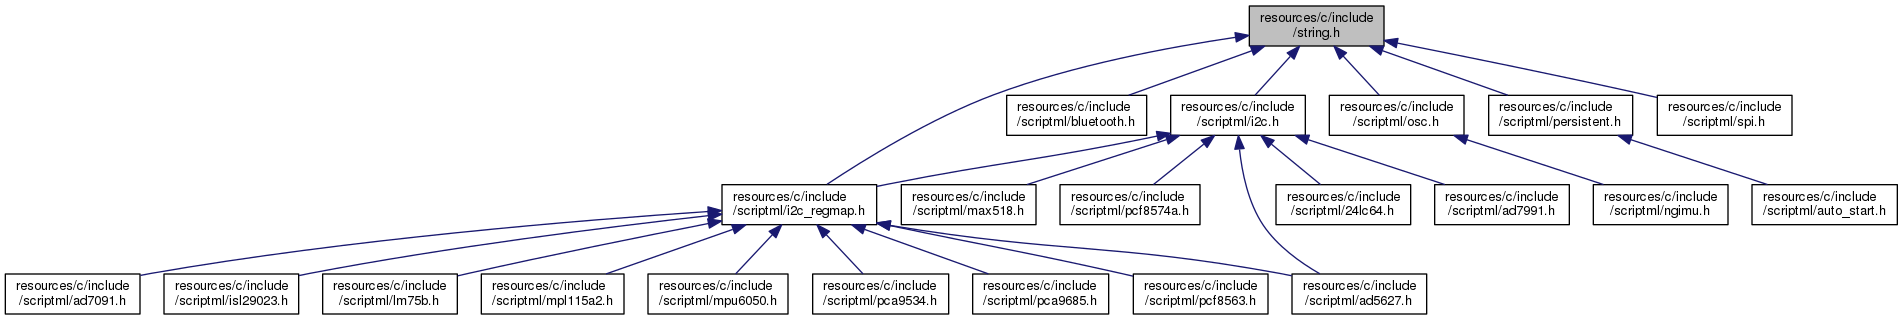 resources/c/include
/string.h
resources/c/include
/scriptml/bluetooth.h
resources/c/include
/scriptml/i2c.h
resources/c/include
/scriptml/osc.h
resources/c/include
/scriptml/persistent.h
resources/c/include
/scriptml/spi.h
resources/c/include
/scriptml/i2c_regmap.h
resources/c/include
/scriptml/max518.h
resources/c/include
/scriptml/pcf8574a.h
resources/c/include
/scriptml/24lc64.h
resources/c/include
/scriptml/ad7991.h
resources/c/include
/scriptml/ngimu.h
resources/c/include
/scriptml/auto_start.h
resources/c/include
/scriptml/ad7091.h
resources/c/include
/scriptml/isl29023.h
resources/c/include
/scriptml/lm75b.h
resources/c/include
/scriptml/mpl115a2.h
resources/c/include
/scriptml/mpu6050.h
resources/c/include
/scriptml/pca9534.h
resources/c/include
/scriptml/pca9685.h
resources/c/include
/scriptml/pcf8563.h
resources/c/include
/scriptml/ad5627.h